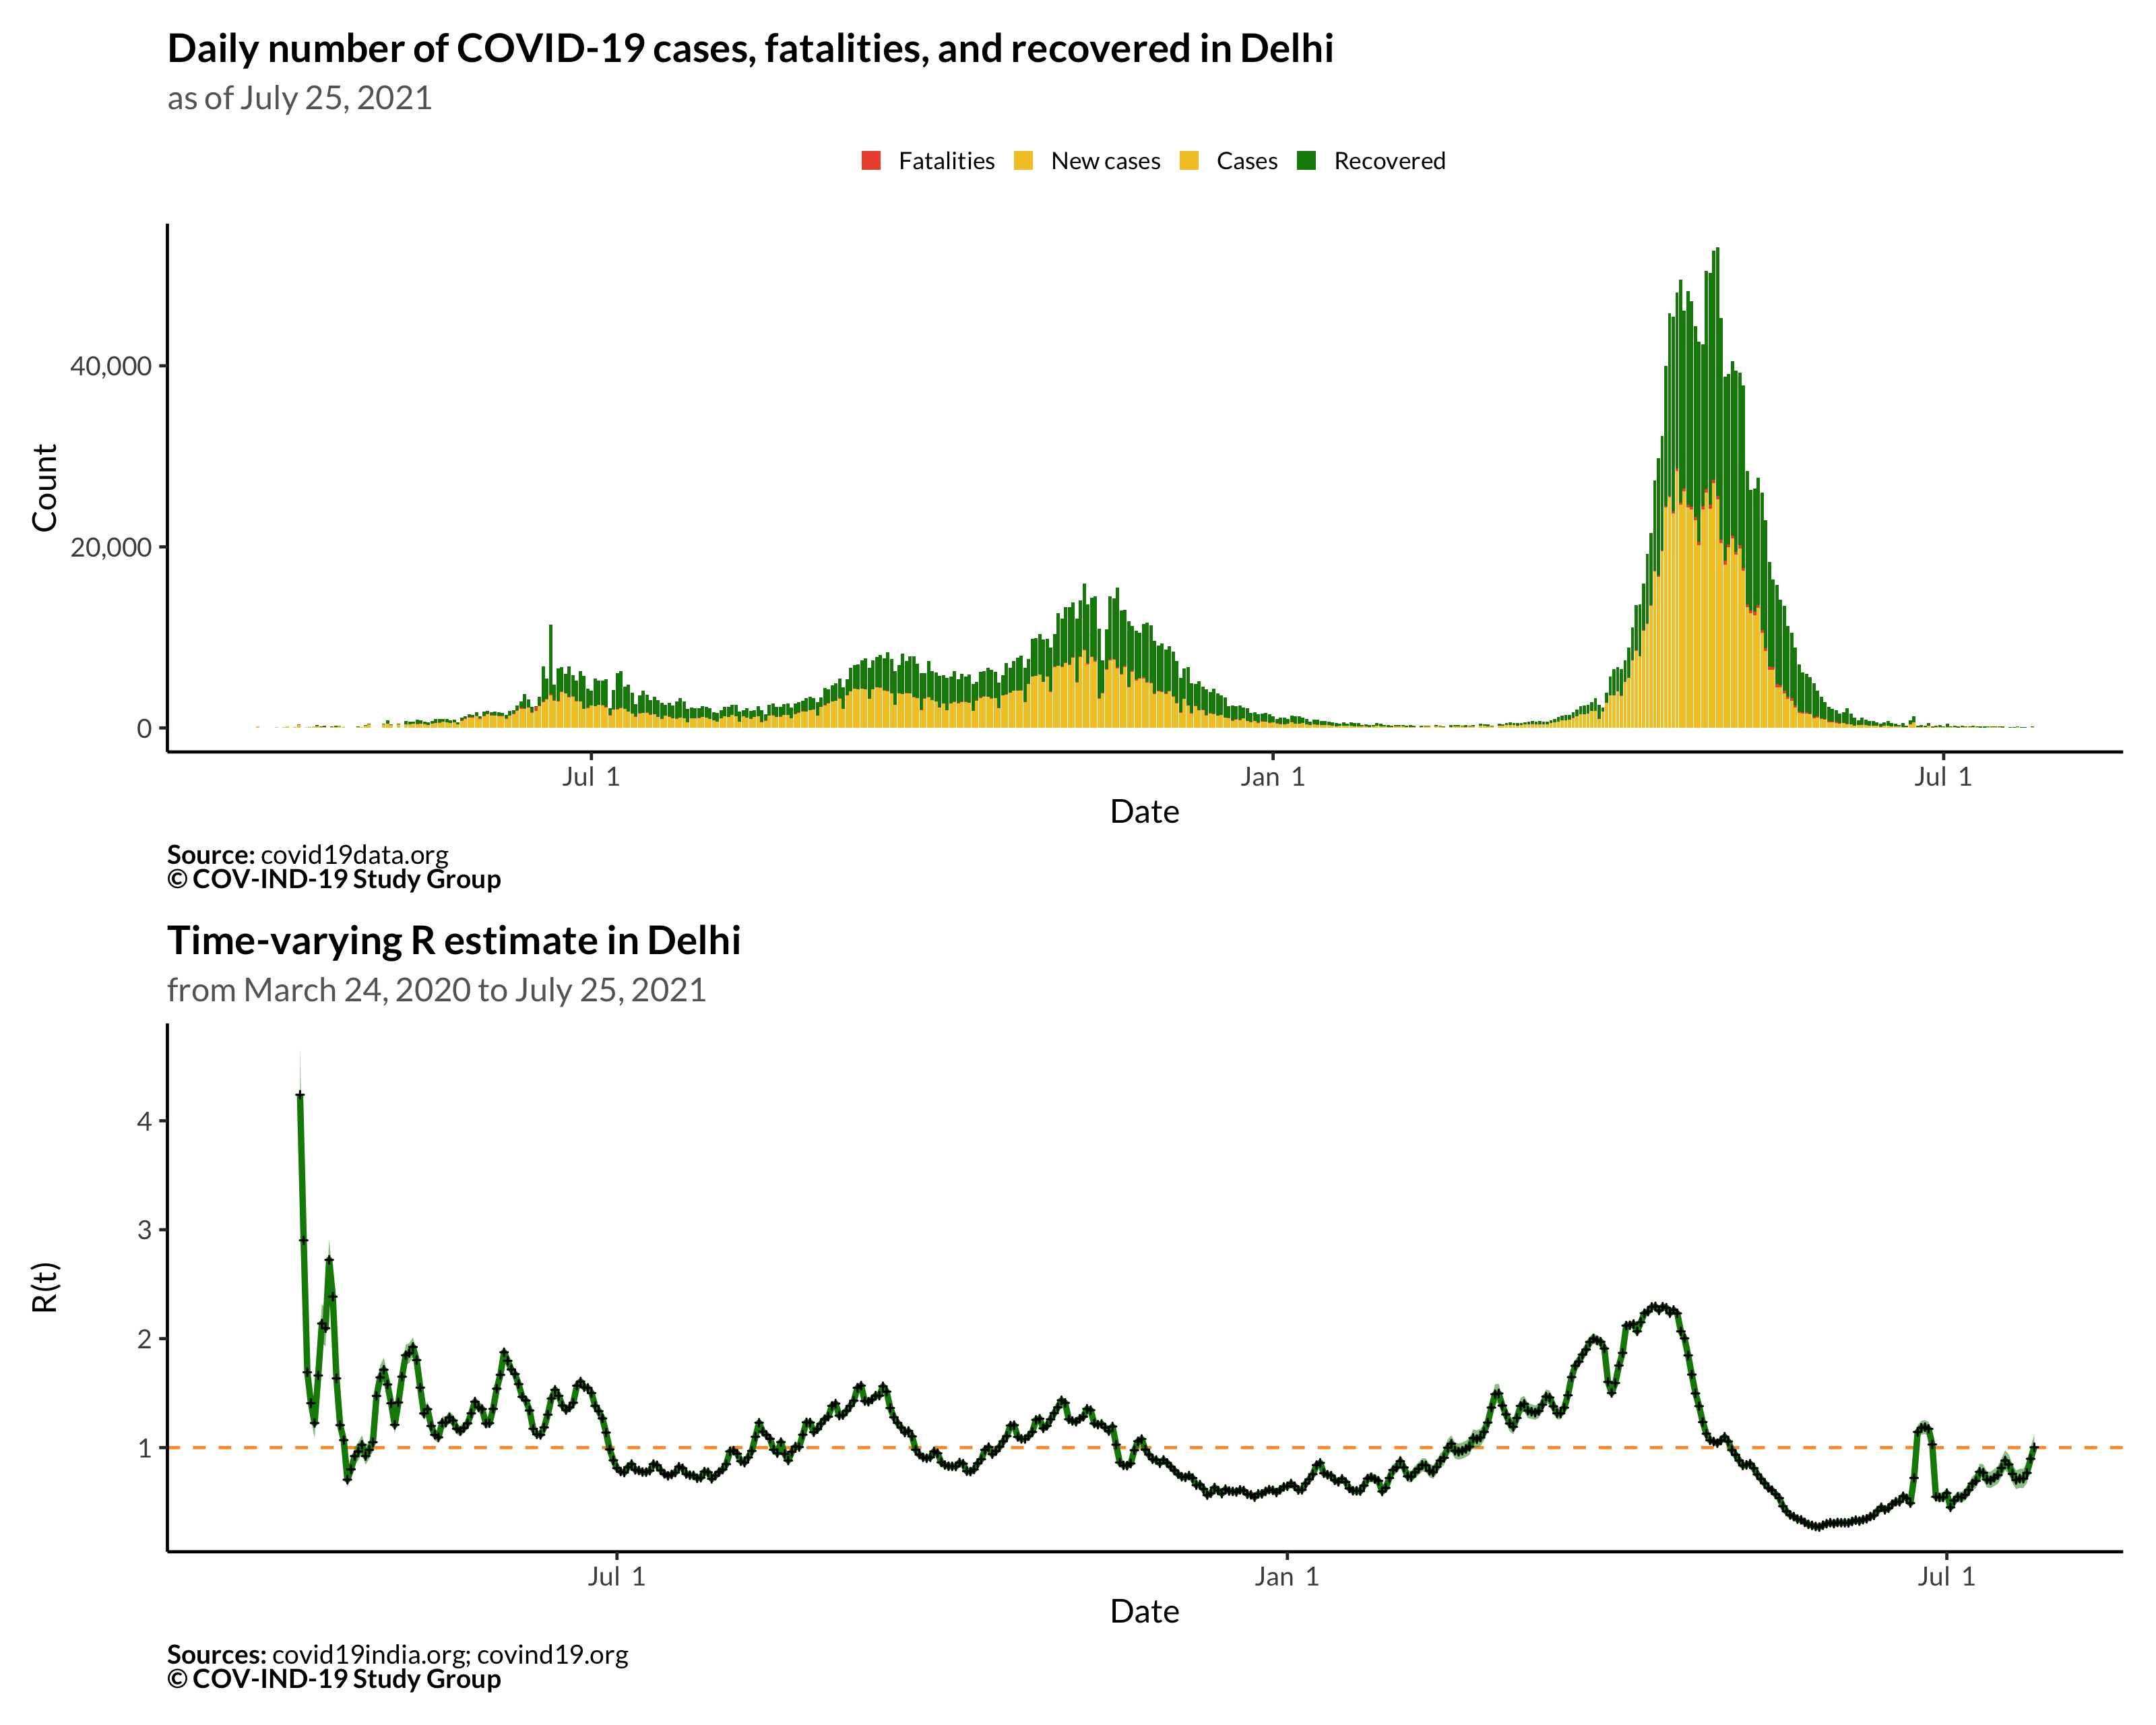 Daily number of COVID-19 cases, fatalities, and recovered in Delhi
as of July 25, 2021
Fatalities New cases Cases Recovered
Count
40,000
20,000
0
Jul 1 Jan 1 Jul 1
Date
Source: covid19data.org
© COV-IND-19 Study Group
Time-varying R estimate in Delhi
from March 24, 2020 to July 25, 2021
R(t)
4
3
2
1
Jul 1 Jan 1 Jul 1
Date
Sources: covid19india.org; covind19.org
© COV-IND-19 Study Group